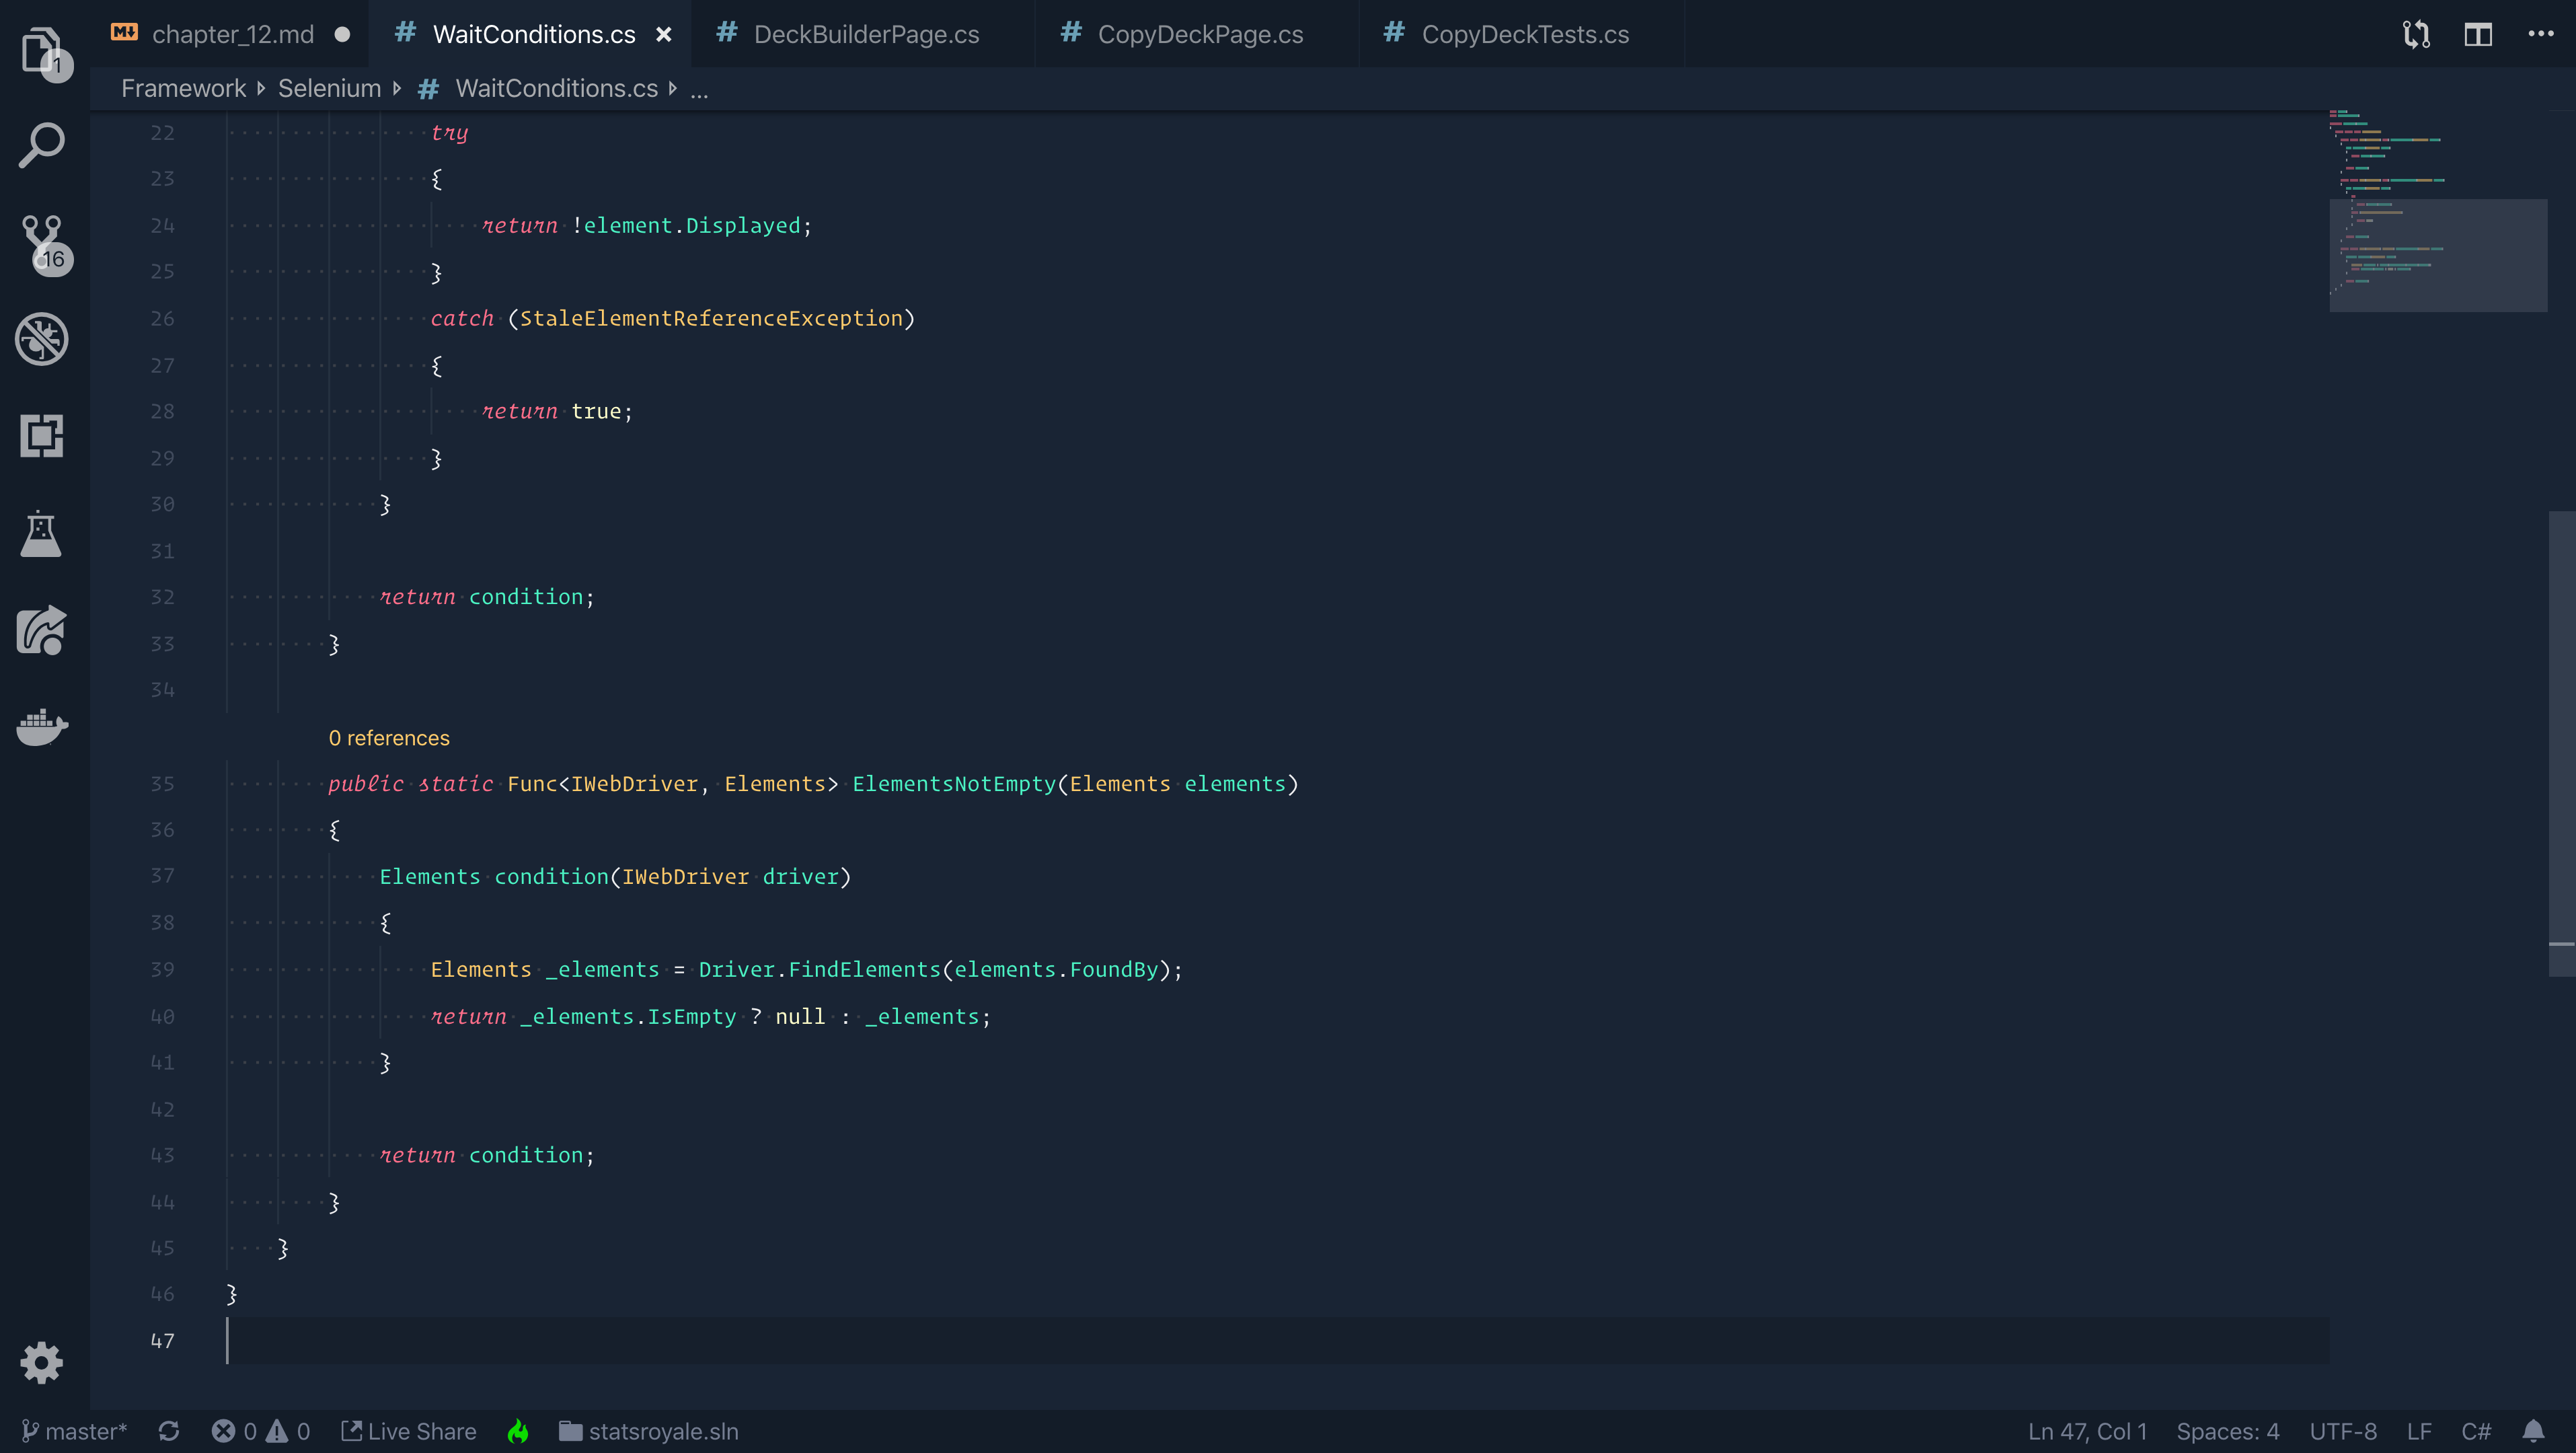 chapter_12.md
WaitConditions.cs
DeckBuilderPage.cs
CopyDeckPage.cs
CopyDeckTests.cs
Framework Selenium # WaitConditions.cs ...
1
16
22 try
23 {
24 return !element.Displayed;
25 }
26 catch (StaleElementReferenceException)
27 {
28 return true;
29 }
30 }
31
32 return condition;
33 }
34
0 references
35 public static Func<IWebDriver, Elements> ElementsNotEmpty(Elements elements)
36 {
37 Elements condition(IWebDriver driver)
38 {
39 Elements _elements = Driver.FindElements(elements.FoundBy);
40 return _elements.IsEmpty ? null : _elements;
41 }
42
43 return condition;
44 }
45 }
46 }
47
master* 0 0 Live Share statsroyale.sln Ln 47, Col 1 Spaces: 4 UTF-8 LF C#